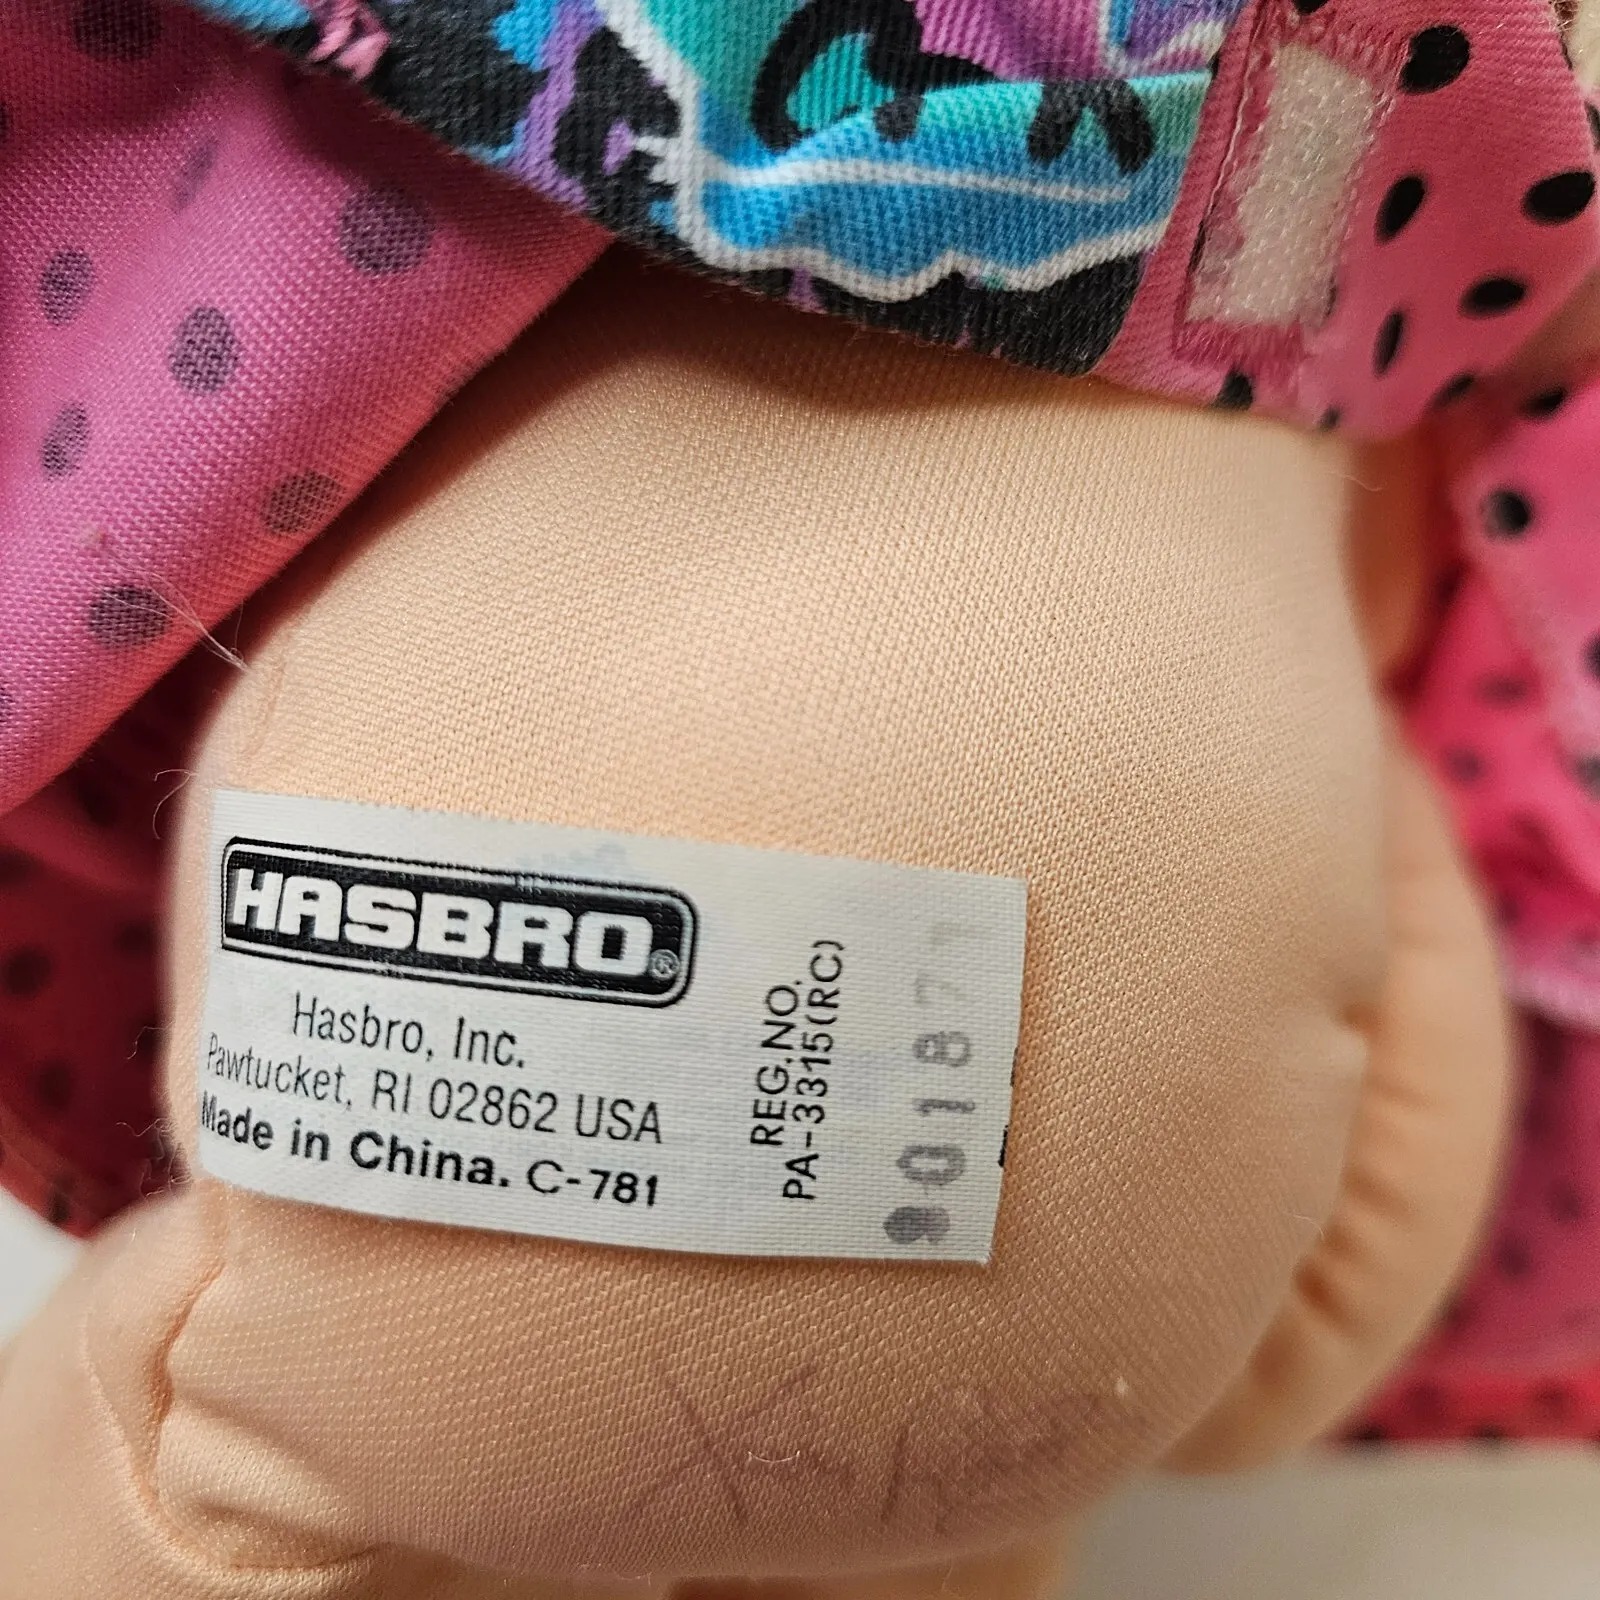 HASBRO®
Hasbro, Inc.
Pawtucket, RI 02862 USA
Made in China. C-781
REG.NO.
PA-3315(RC)